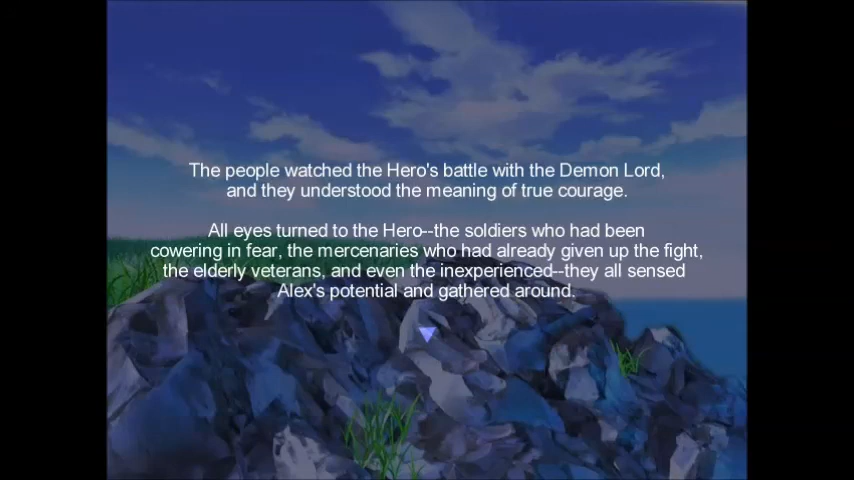 The people watched the Hero's battle with the Demon Lord,
and they understood the meaning of true courage.
All eyes turned to the Hero--the soldiers who had been
cowering in fear, the mercenaries who had already given up the fight,
the elderly veterans, and even the inexperienced--they all sensed
Alex's potential and gathered around.